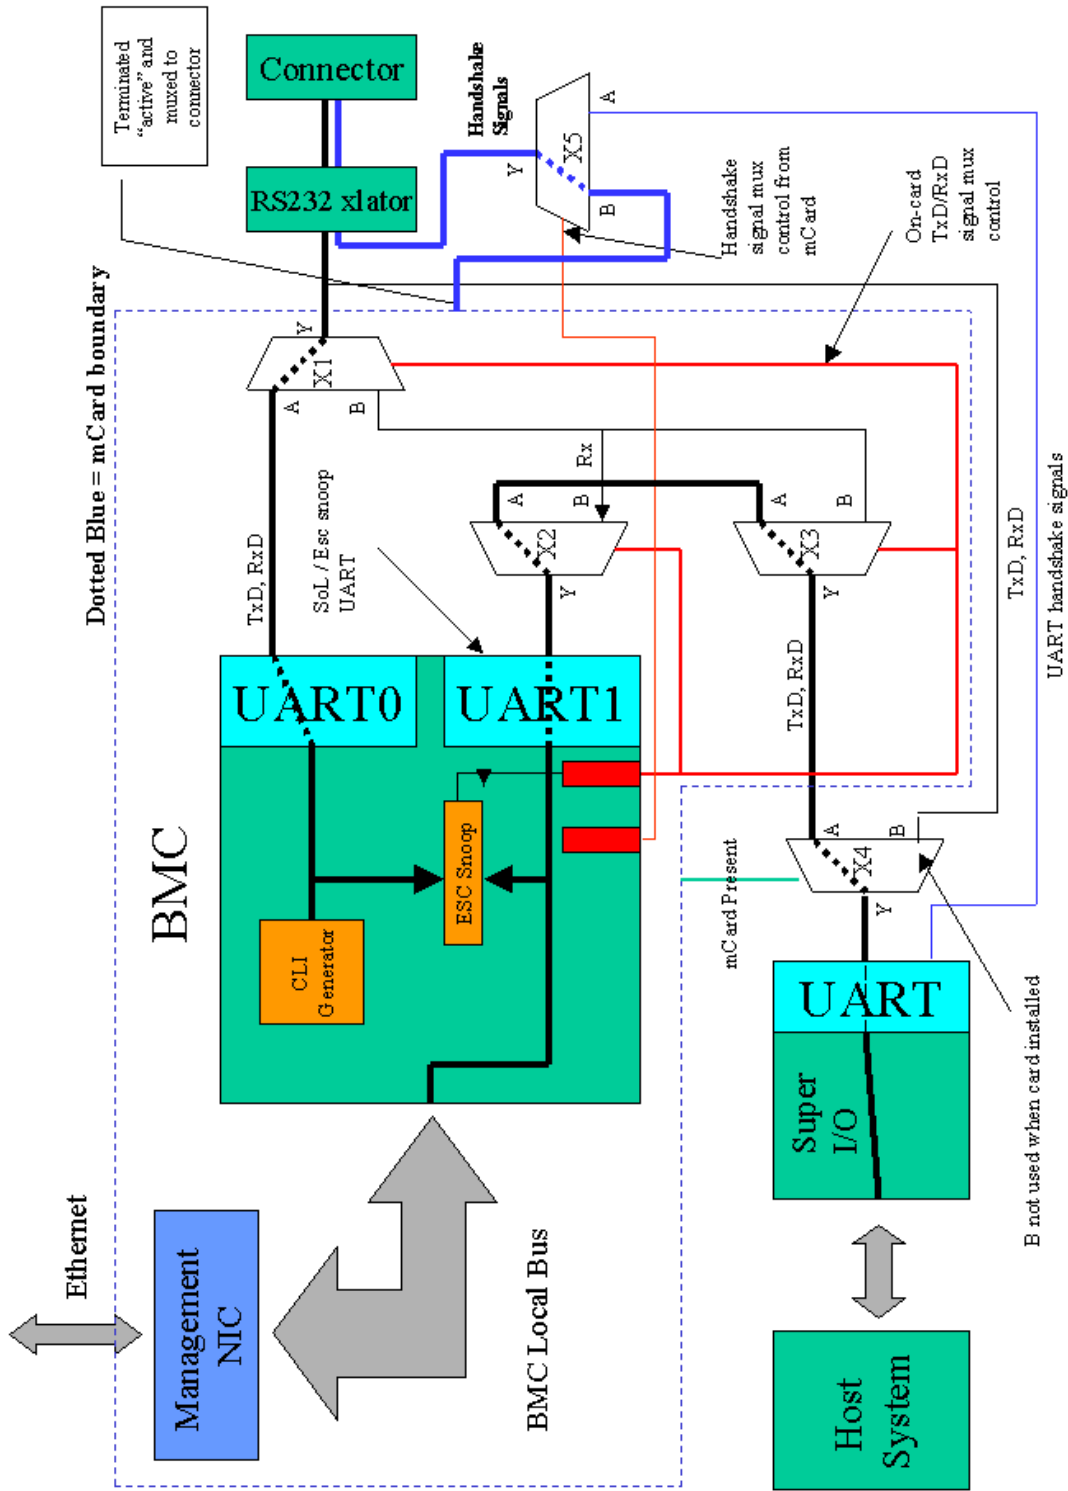 Terminated
"active" and
muxed to
connector
Connector
RS232 xlator
Handshake
Signals
Y
X5
A
B
Handshake
signal mux
control from
mCard
On-card
TxD/RxD
signal mux
control
Dotted Blue = mCard boundary
Y
X1
A
B
TxD, RxD
SoL / Esc snoop
UART
Rx
A
B
X2
Y
A
B
X3
Y
TxD, RxD
TxD, RxD
UART handshake signals
UART0
UART1
BMC
ESC Snoop
CLI
Generator
mCard Present
A
B
X4
Y
UART
Super
I/O
B not used when card installed
Ethernet
Management
NIC
BMC Local Bus
Host
System